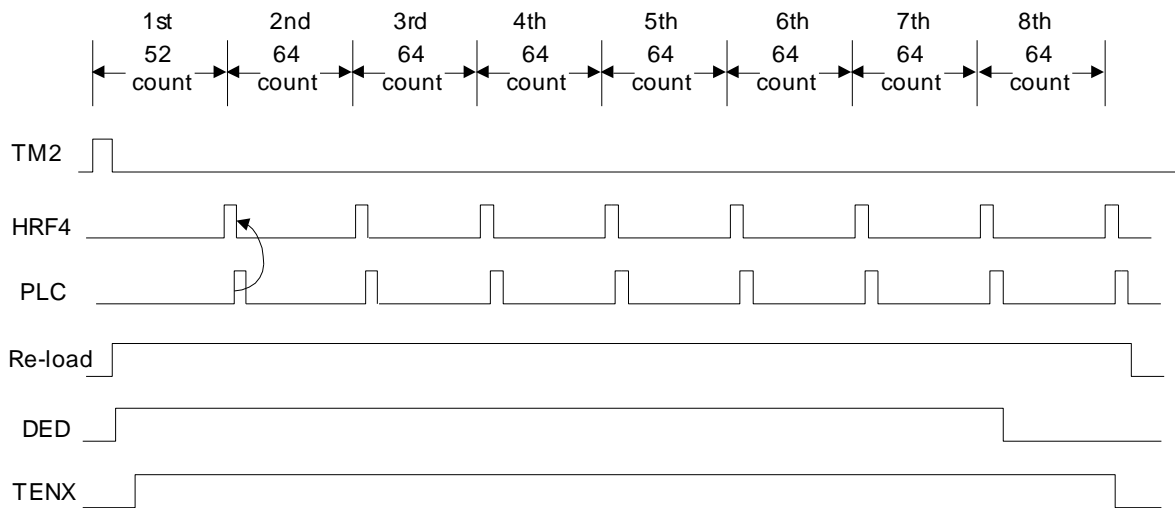 1st 2nd 3rd 4th 5th 6th 7th 8th
52 64 64 64 64 64 64 64
count count count count count count count count
TM2
HRF4
PLC
Re-load
DED
TENX